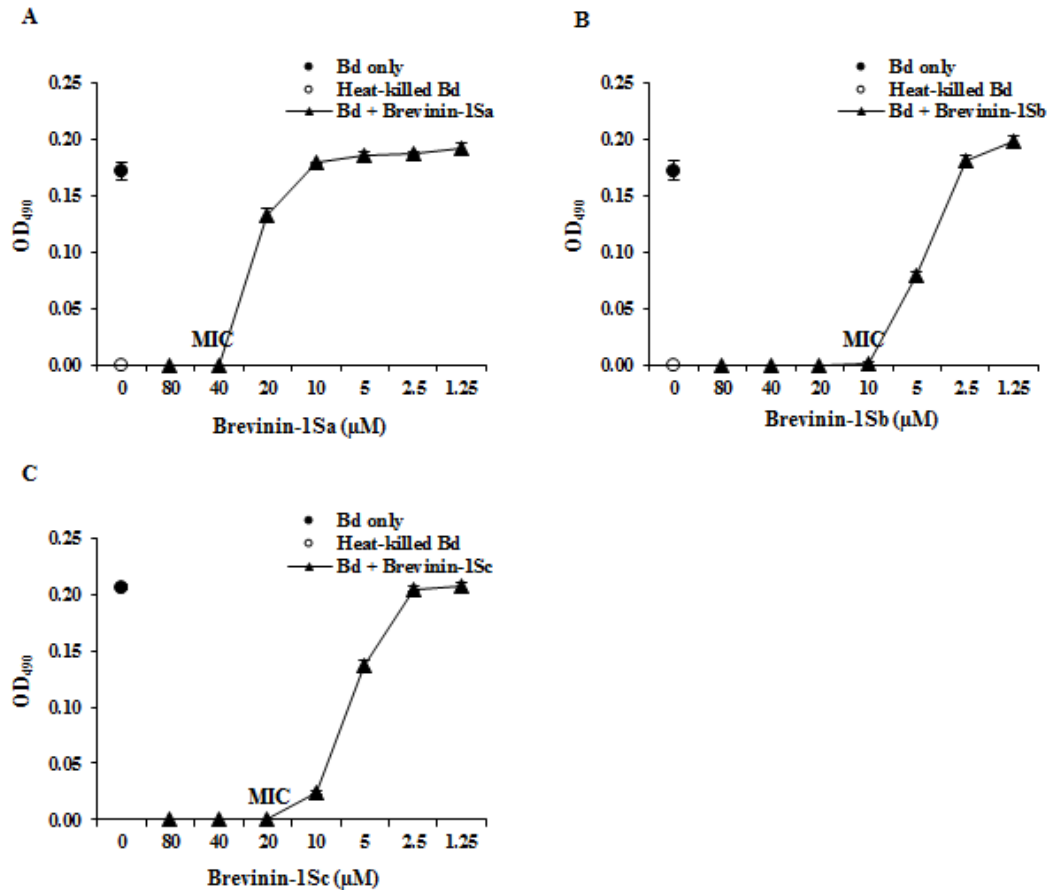 A
● Bd only
○ Heat-killed Bd
▲ Bd + Brevinin-1Sa
0.25
0.20
0.15
0.10
0.05
0.00
OD490
MIC
0 80 40 20 10 5 2.5 1.25
Brevinin-1Sa (µM)
B
● Bd only
○ Heat-killed Bd
▲ Bd + Brevinin-1Sb
0.25
0.20
0.15
0.10
0.05
0.00
OD490
MIC
0 80 40 20 10 5 2.5 1.25
Brevinin-1Sb (µM)
C
● Bd only
○ Heat-killed Bd
▲ Bd + Brevinin-1Sc
0.25
0.20
0.15
0.10
0.05
0.00
OD490
MIC
0 80 40 20 10 5 2.5 1.25
Brevinin-1Sc (µM)